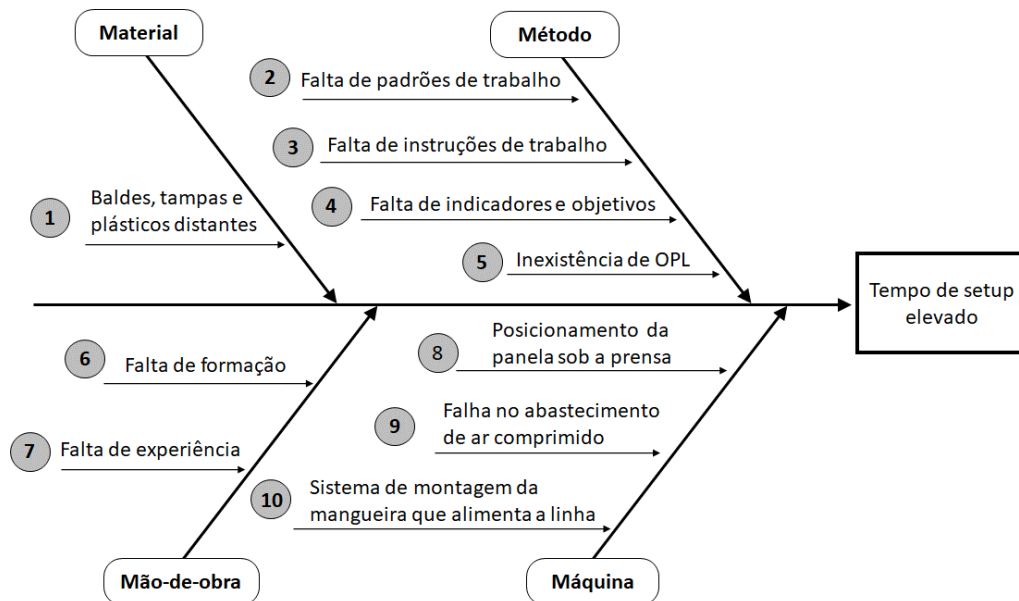 Material
Método
2
Falta de padrões de trabalho
3
Falta de instruções de trabalho
1
Baldes, tampas e
plásticos distantes
4
Falta de indicadores e objetivos
5
Inexistência de OPL
Tempo de setup
elevado
6
Falta de formação
8
Posicionamento da
panela sob a prensa
7
Falta de experiência
9
Falha no abastecimento
de ar comprimido
10
Sistema de montagem da
mangueira que alimenta a linha
Mão-de-obra
Máquina